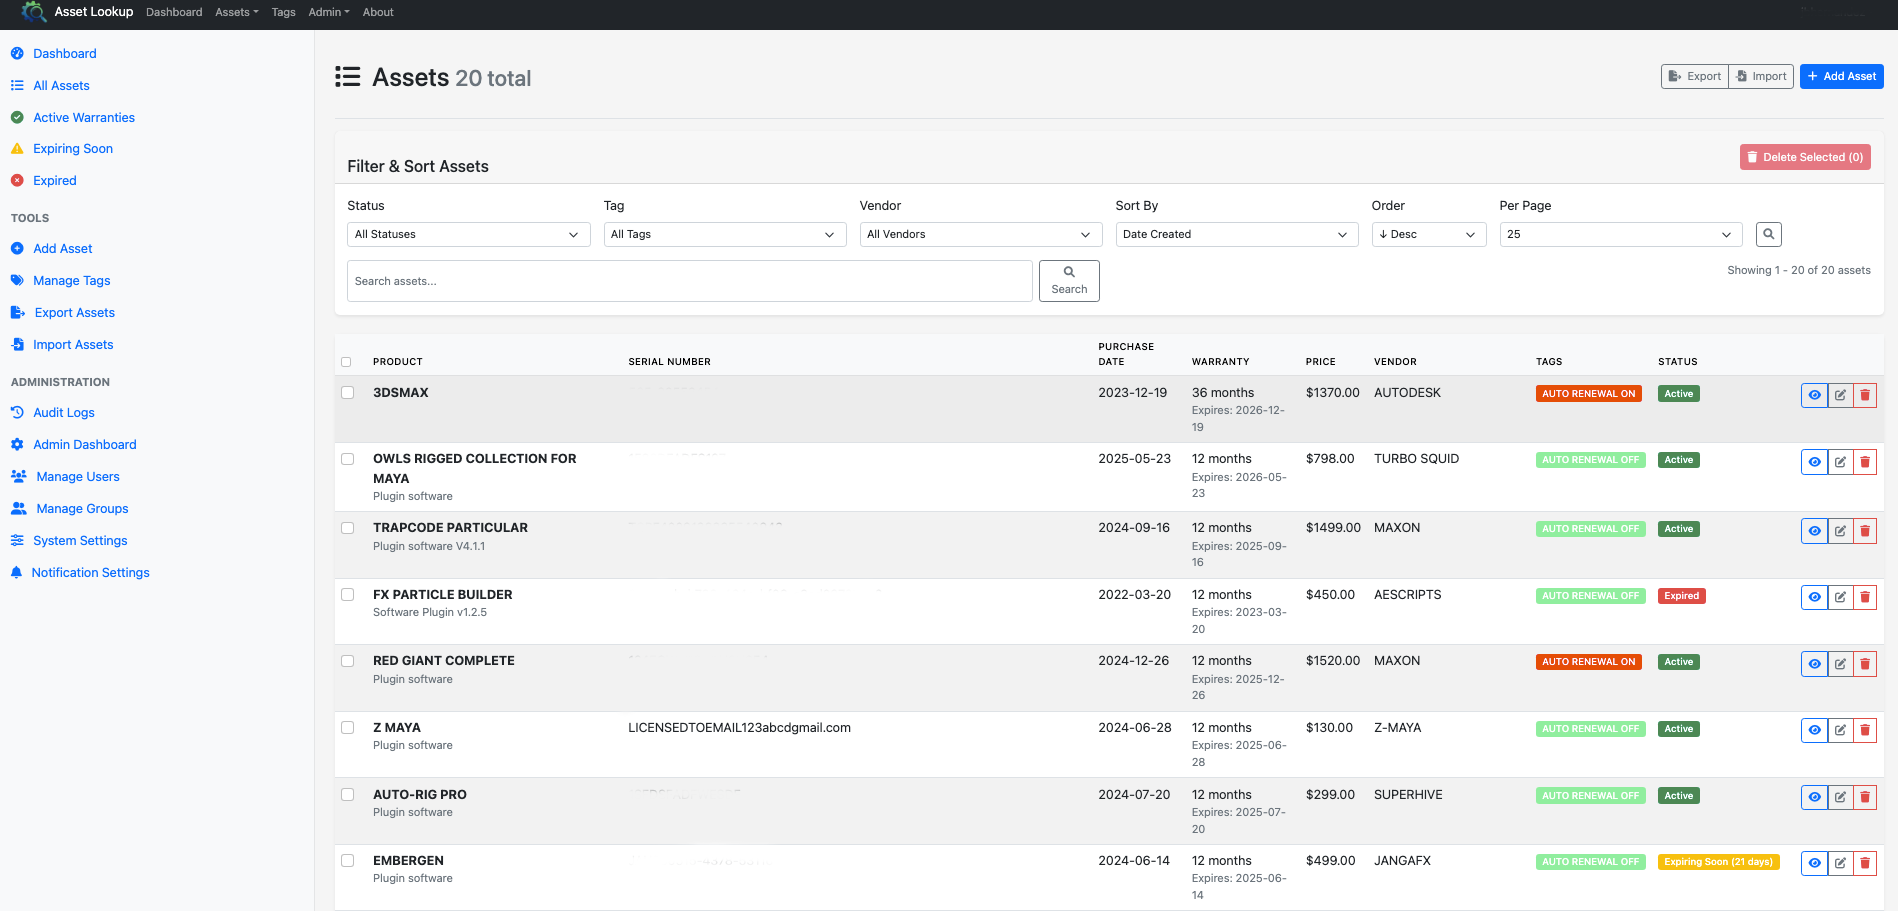 Asset Lookup Dashboard Assets Tags Admin About
Dashboard
All Assets
Active Warranties
Expiring Soon
Expired
TOOLS
Add Asset
Manage Tags
Export Assets
Import Assets
ADMINISTRATION
Audit Logs
Admin Dashboard
Manage Users
Manage Groups
System Settings
Notification Settings
Assets 20 total
Export Import + Add Asset
Filter & Sort Assets
Delete Selected (0)
Status Tag Vendor Sort By Order Per Page
All Statuses All Tags All Vendors Date Created ↓ Desc 25
Search assets...
Search
Showing 1 - 20 of 20 assets
PRODUCT SERIAL NUMBER PURCHASE DATE WARRANTY PRICE VENDOR TAGS STATUS
3DSMAX 2023-12-19 36 months $1370.00 AUTODESK AUTO RENEWAL ON Active
Expires: 2026-12-
19
OWLS RIGGED COLLECTION FOR 2025-05-23 12 months $798.00 TURBO SQUID AUTO RENEWAL OFF Active
MAYA Expires: 2026-05-
Plugin software 23
TRAPCODE PARTICULAR 2024-09-16 12 months $1499.00 MAXON AUTO RENEWAL OFF Active
Plugin software V4.1.1 Expires: 2025-09-
16
FX PARTICLE BUILDER 2022-03-20 12 months $450.00 AESCRIPTS AUTO RENEWAL OFF Expired
Software Plugin v1.2.5 Expires: 2023-03-
20
RED GIANT COMPLETE 2024-12-26 12 months $1520.00 MAXON AUTO RENEWAL ON Active
Plugin software Expires: 2025-12-
26
Z MAYA LICENSEDTOEMAIL123abcdgmail.com 2024-06-28 12 months $130.00 Z-MAYA AUTO RENEWAL OFF Active
Plugin software Expires: 2025-06-
28
AUTO-RIG PRO 2024-07-20 12 months $299.00 SUPERHIVE AUTO RENEWAL OFF Active
Plugin software Expires: 2025-07-
20
EMBERGEN 2024-06-14 12 months $499.00 JANGAFX AUTO RENEWAL OFF Expiring Soon (21 days)
Plugin software Expires: 2025-06-
14